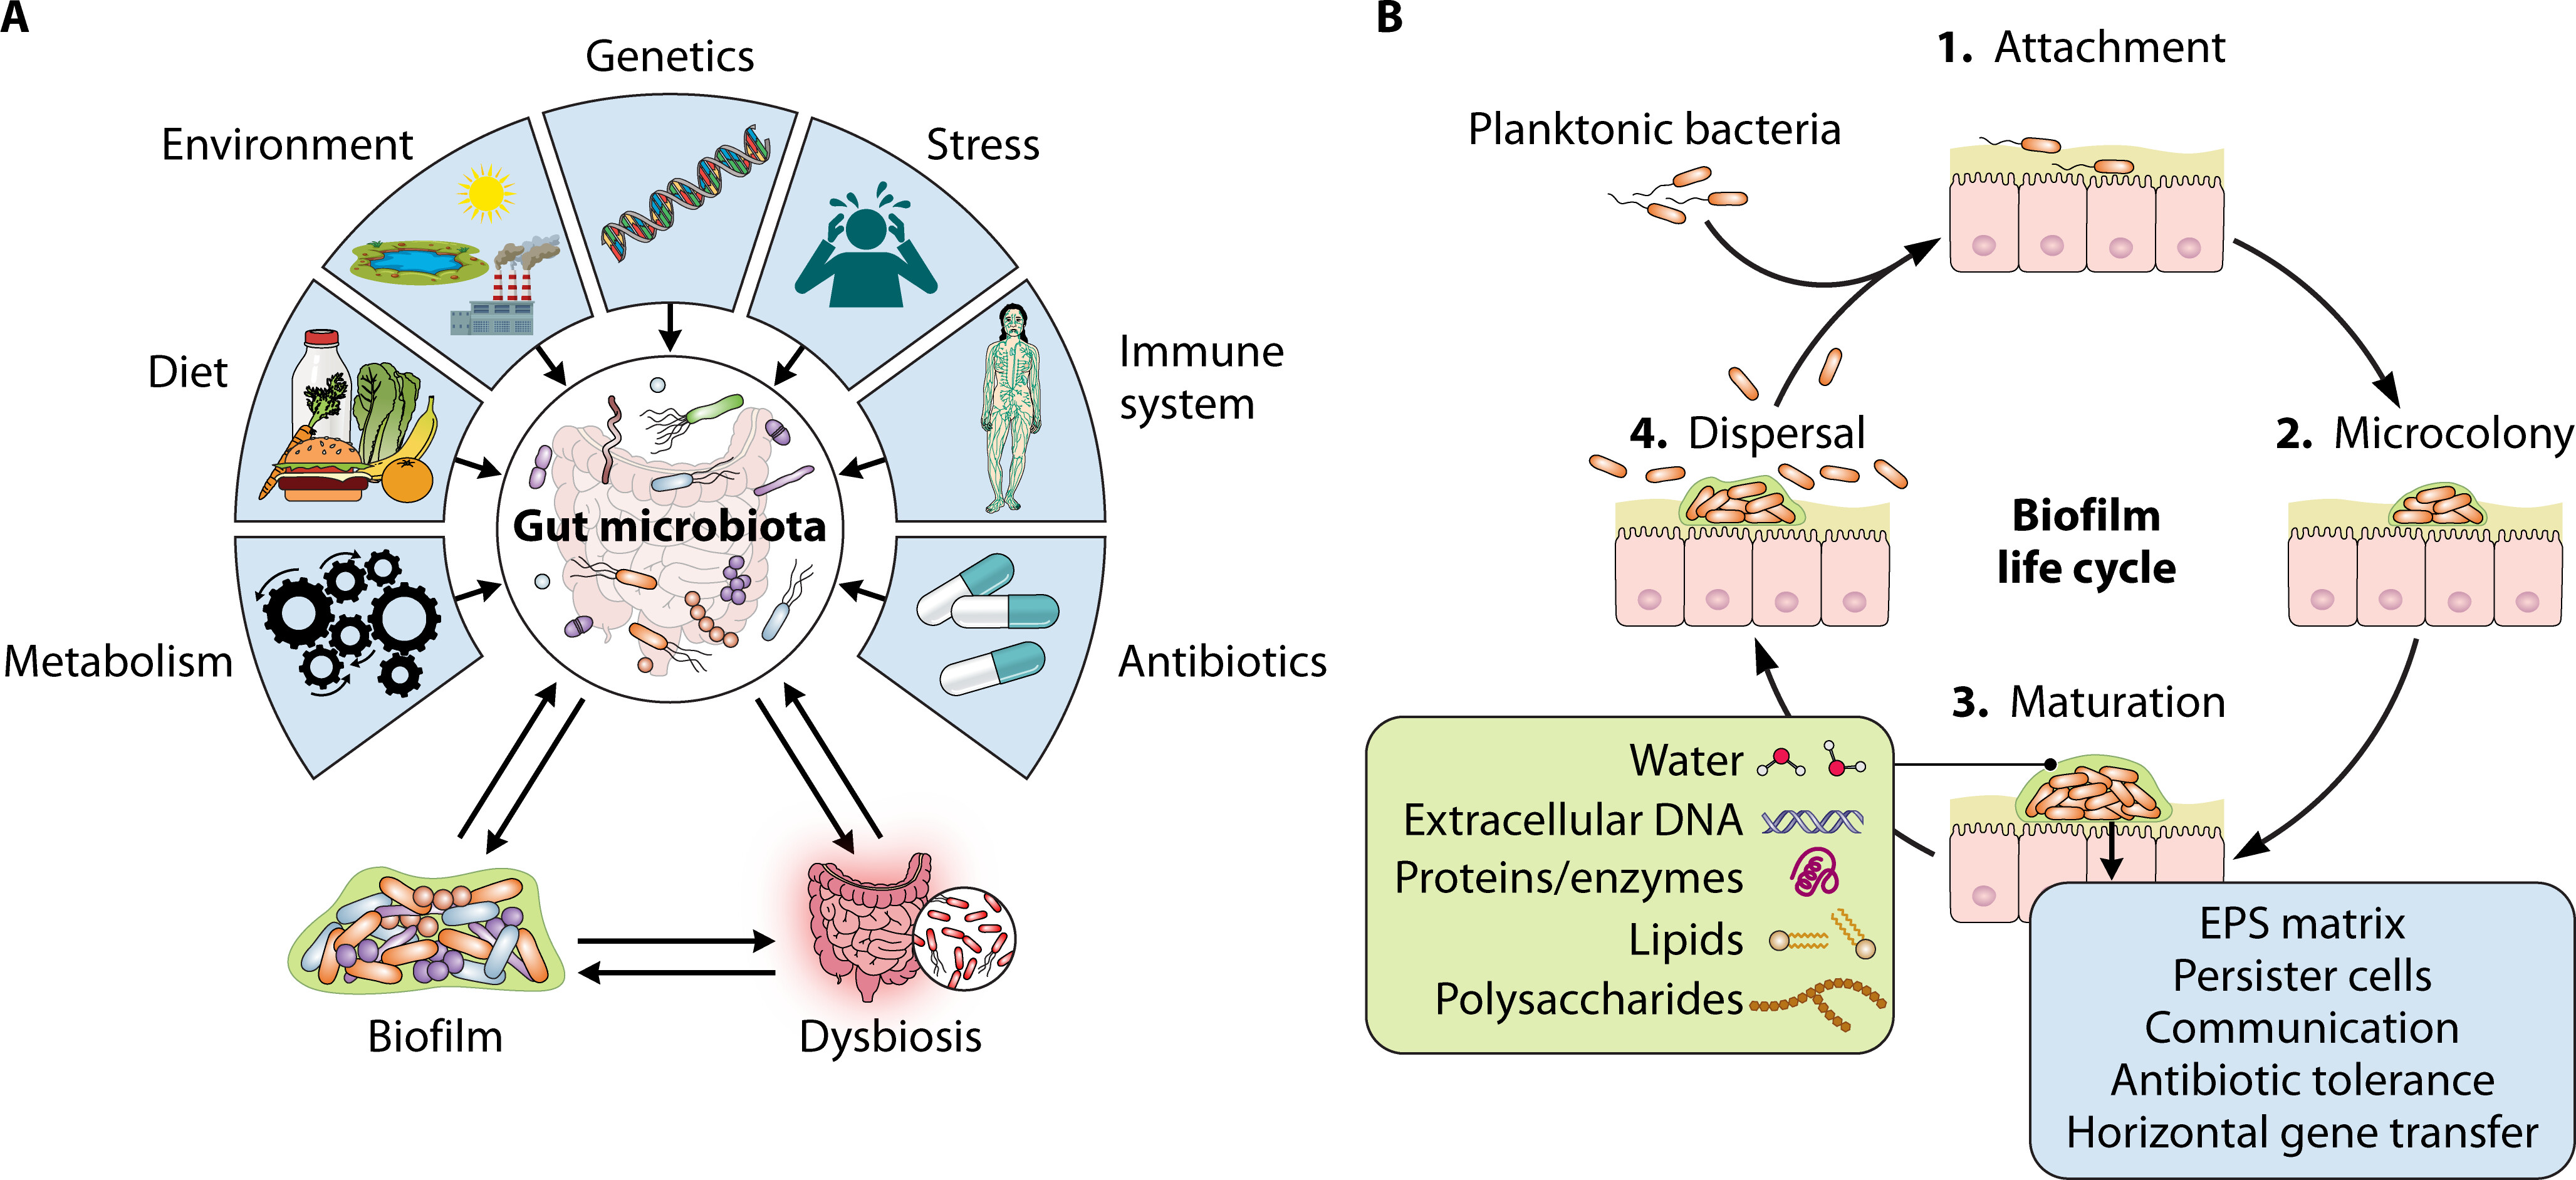 A
Genetics
Environment
Stress
Diet
Immune
system
Gut microbiota
Metabolism
Antibiotics
Biofilm
Dysbiosis
B
1. Attachment
Planktonic bacteria
4. Dispersal
2. Microcolony
Biofilm
life cycle
3. Maturation
Water
Extracellular DNA
Proteins/enzymes
Lipids
Polysaccharides
EPS matrix
Persister cells
Communication
Antibiotic tolerance
Horizontal gene transfer